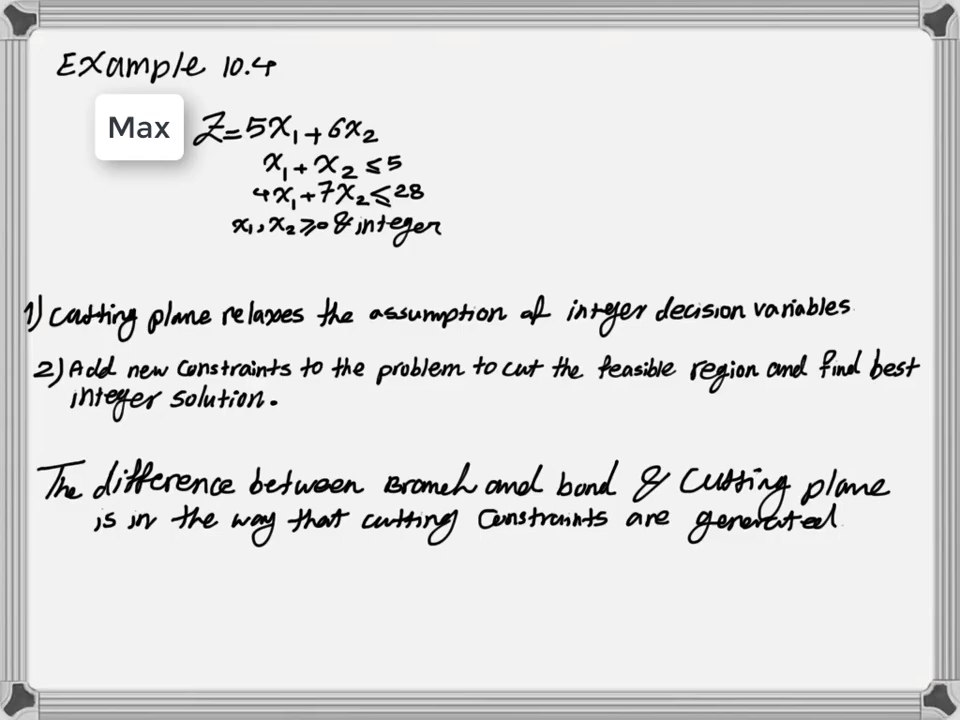 Example 10.4
Max Z=5x₁+6x₂
x₁+x₂≤5
4x₁+7x₂≤28
x₁,x₂≥0 & integer
1) Cutting plane relaxes the assumption of integer decision variables
2) Add new constraints to the problem to cut the feasible region and find best
integer solution.
The difference between Branch and bond & Cutting plane
is in the way that cutting constraints are generated